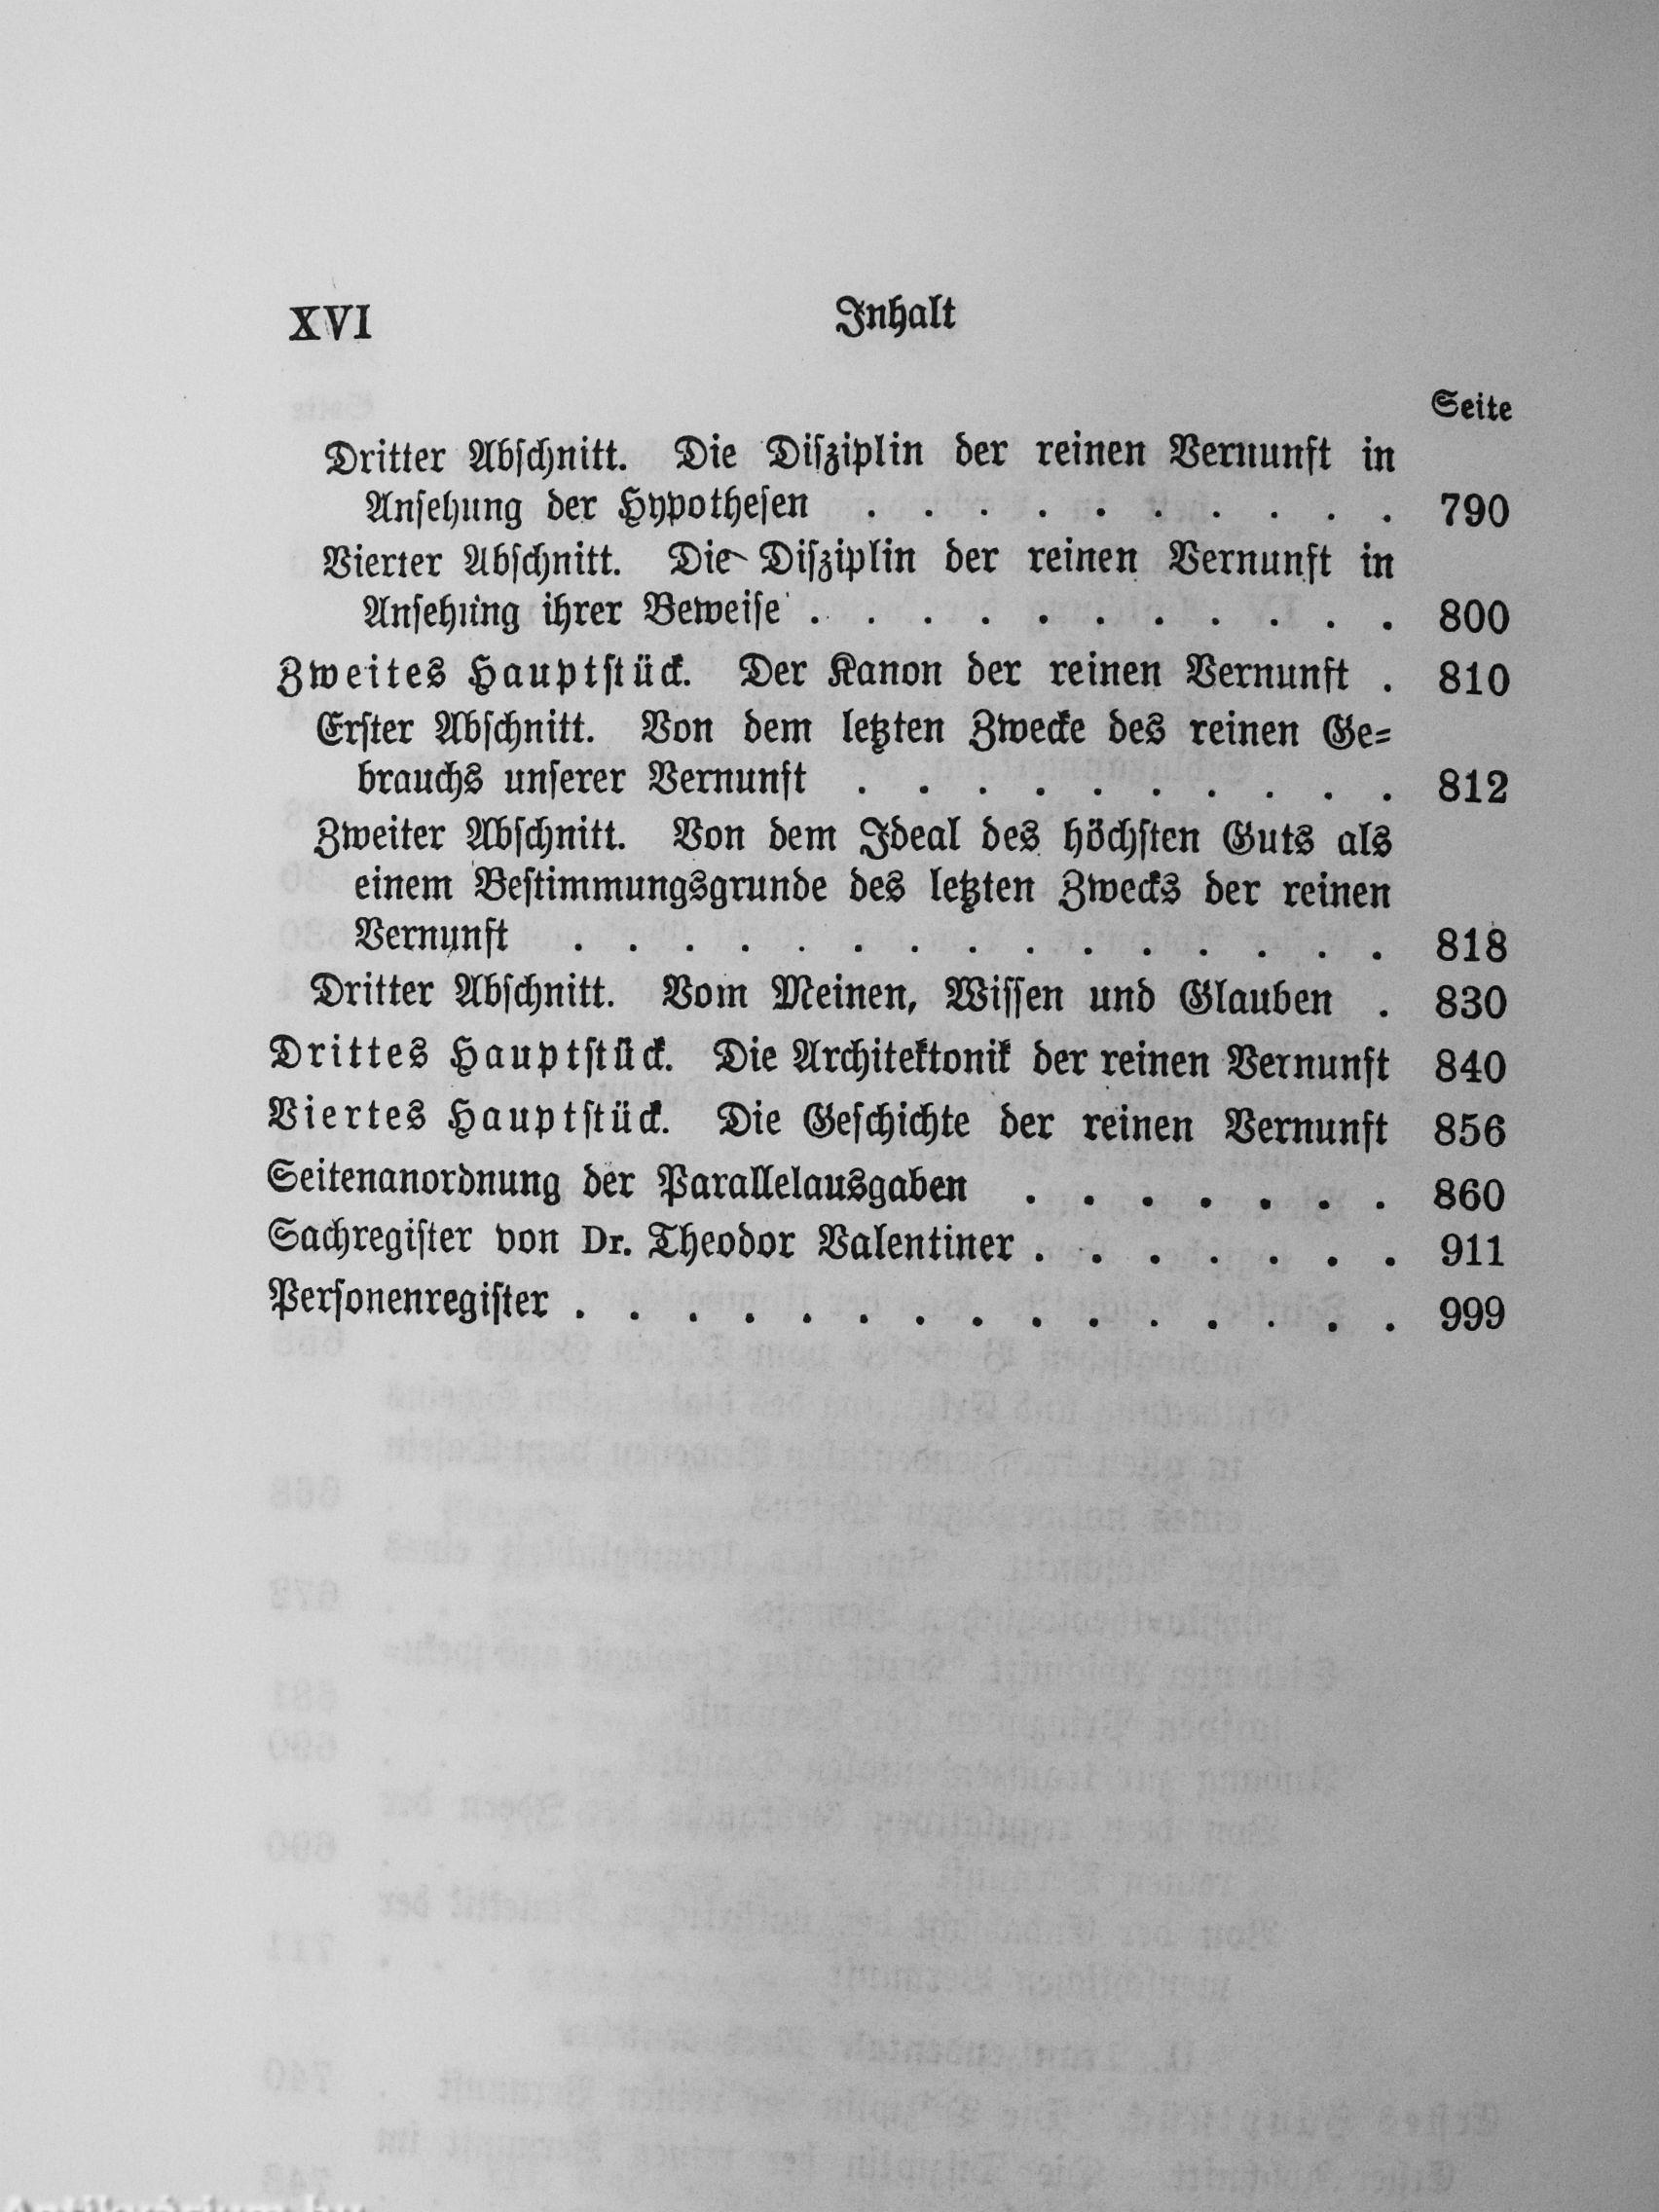 XVI
Inhalt
Seite
Dritter Abschnitt. Die Disziplin der reinen Vernunft in
Ansehung der Hypothesen . . . . . . . . . . 790
Vierter Abschnitt. Die Disziplin der reinen Vernunft in
Ansehung ihrer Beweise . . . . . . . . . . . 800
Zweites Hauptstück. Der Kanon der reinen Vernunft . 810
Erster Abschnitt. Von dem letzten Zwecke des reinen Ge-
brauchs unserer Vernunft . . . . . . . . . . 812
Zweiter Abschnitt. Von dem Ideal des höchsten Guts als
einem Bestimmungsgrunde des letzten Zwecks der reinen
Vernunft . . . . . . . . . . . . . . . 818
Dritter Abschnitt. Vom Meinen, Wissen und Glauben . 830
Drittes Hauptstück. Die Architektonik der reinen Vernunft 840
Viertes Hauptstück. Die Geschichte der reinen Vernunft 856
Seitenanordnung der Parallelausgaben . . . . . . . 860
Sachregister von Dr. Theodor Valentiner . . . . . . . 911
Personenregister . . . . . . . . . . . . . . . 999